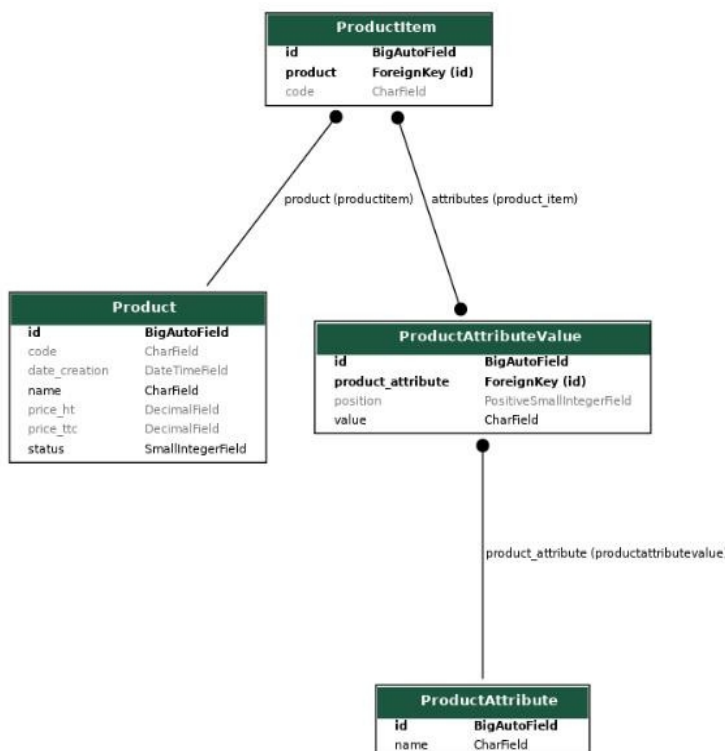 ProductItem
id BigAutoField
product ForeignKey (id)
code CharField
product (productitem)
attributes (product_item)
Product
id BigAutoField
code CharField
date_creation DateTimeField
name CharField
price_ht DecimalField
price_ttc DecimalField
status SmallIntegerField
ProductAttributeValue
id BigAutoField
product_attribute ForeignKey (id)
position PositiveSmallIntegerField
value CharField
product_attribute (productattributevalue
ProductAttribute
id BigAutoField
name CharField